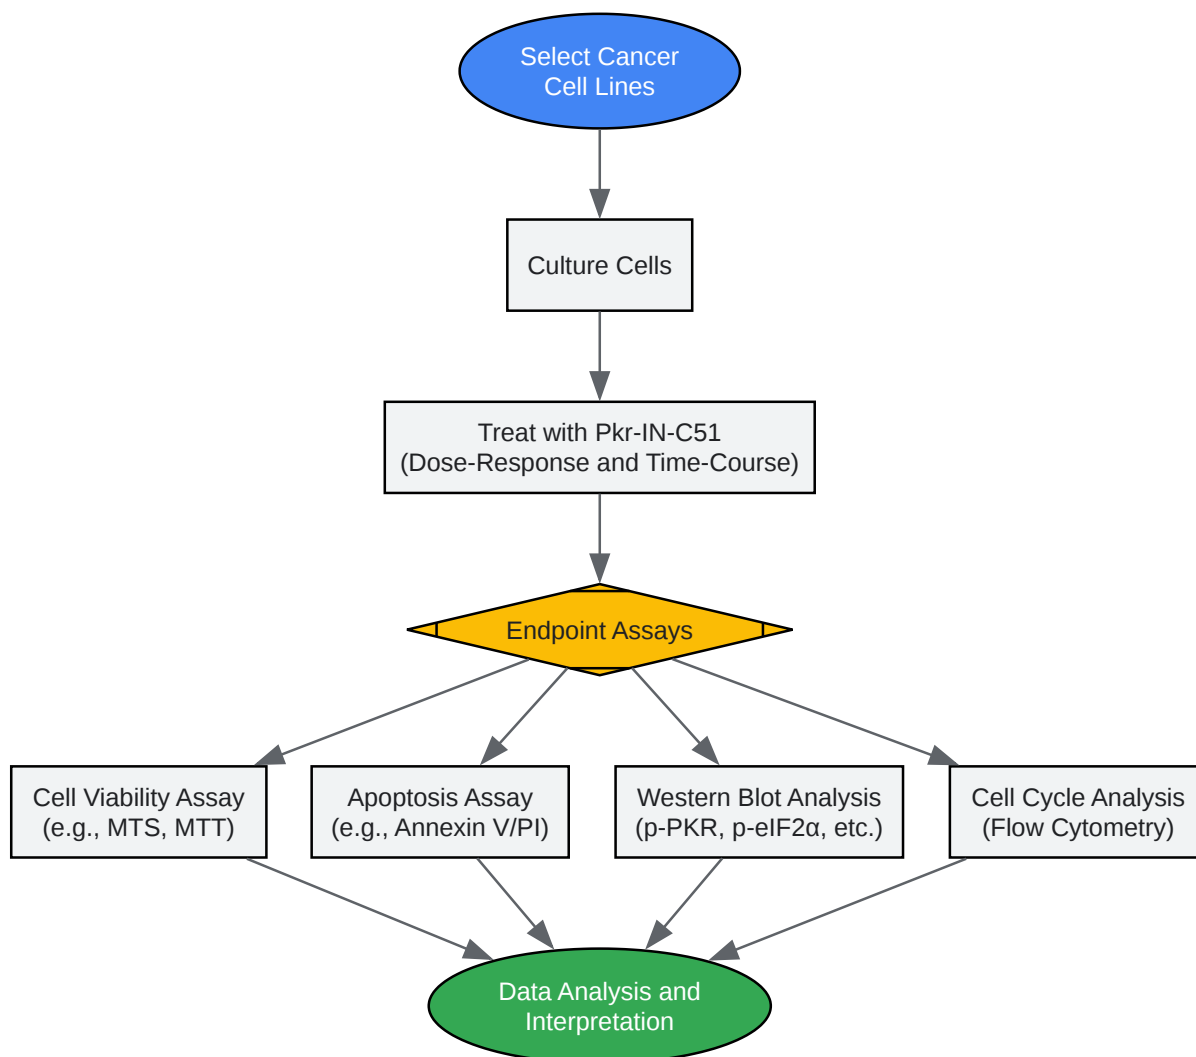 Select Cancer
Cell Lines
Culture Cells
Treat with Pkr-IN-C51
(Dose-Response and Time-Course)
Endpoint Assays
Cell Viability Assay
(e.g., MTS, MTT)
Apoptosis Assay
(e.g., Annexin V/PI)
Western Blot Analysis
(p-PKR, p-eIF2α, etc.)
Cell Cycle Analysis
(Flow Cytometry)
Data Analysis and
Interpretation